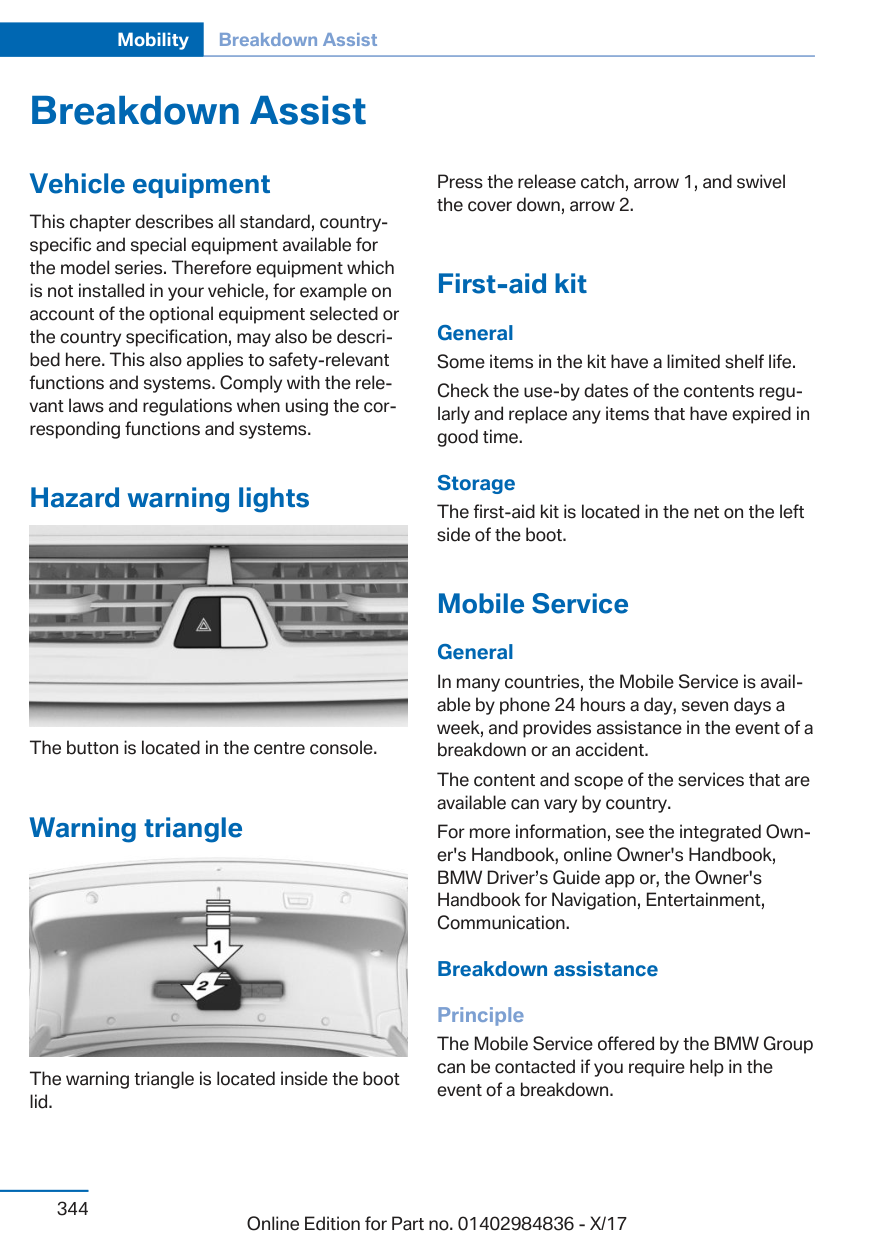 Mobility Breakdown Assist
Breakdown Assist
Vehicle equipment
This chapter describes all standard, country-
specific and special equipment available for
the model series. Therefore equipment which
is not installed in your vehicle, for example on
account of the optional equipment selected or
the country specification, may also be descri-
bed here. This also applies to safety-relevant
functions and systems. Comply with the rele-
vant laws and regulations when using the cor-
responding functions and systems.
Hazard warning lights
The button is located in the centre console.
Warning triangle
1
2
The warning triangle is located inside the boot
lid.
Press the release catch, arrow 1, and swivel
the cover down, arrow 2.
First-aid kit
General
Some items in the kit have a limited shelf life.
Check the use-by dates of the contents regu-
larly and replace any items that have expired in
good time.
Storage
The first-aid kit is located in the net on the left
side of the boot.
Mobile Service
General
In many countries, the Mobile Service is avail-
able by phone 24 hours a day, seven days a
week, and provides assistance in the event of a
breakdown or an accident.
The content and scope of the services that are
available can vary by country.
For more information, see the integrated Own-
er's Handbook, online Owner's Handbook,
BMW Driver’s Guide app or, the Owner's
Handbook for Navigation, Entertainment,
Communication.
Breakdown assistance
Principle
The Mobile Service offered by the BMW Group
can be contacted if you require help in the
event of a breakdown.
344
Online Edition for Part no. 01402984836 - X/17